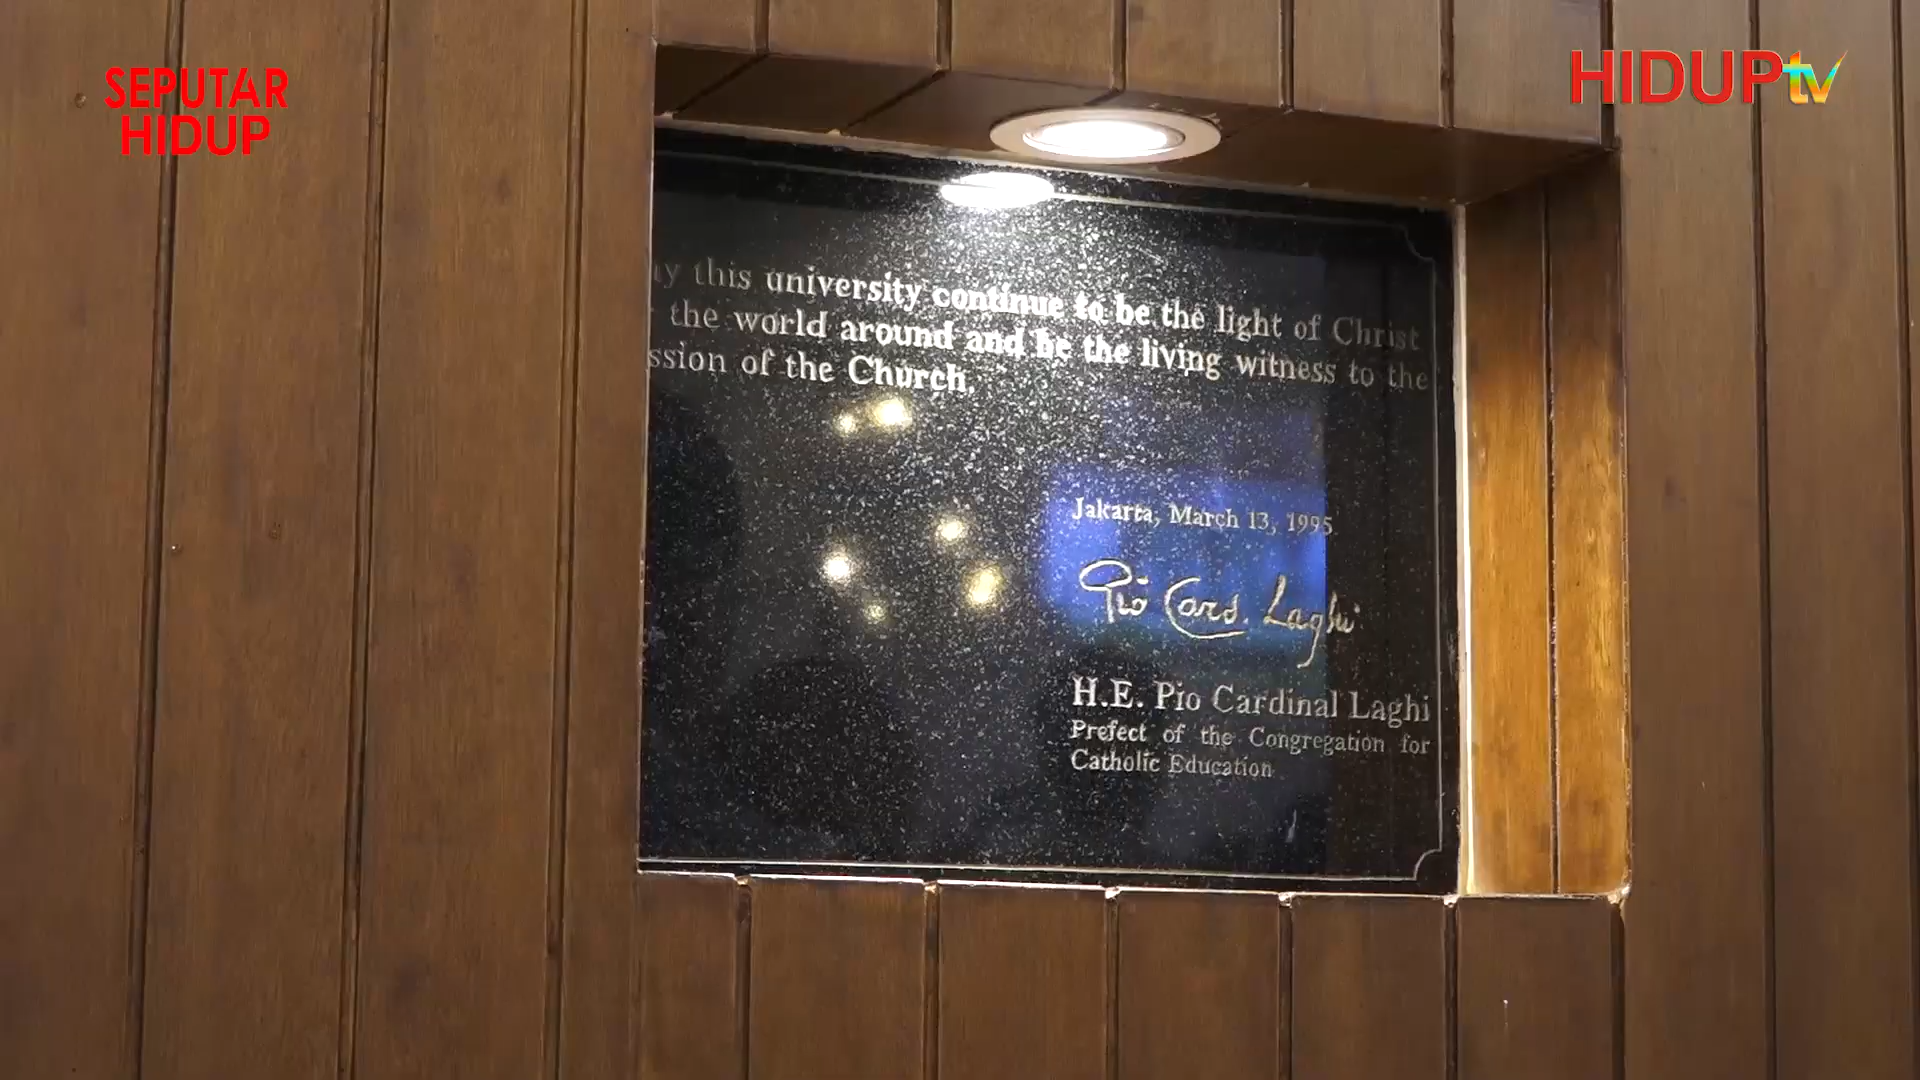 SEPUTAR
HIDUP
HIDUPtv
this university continue to be the light of Christ
the world around and be the living witness to the
of the Church.
Jakarta, March 13, 1995
Pio Card. Laghi
H.E. Pio Cardinal Laghi
Prefect of the Congregation for
Catholic Education